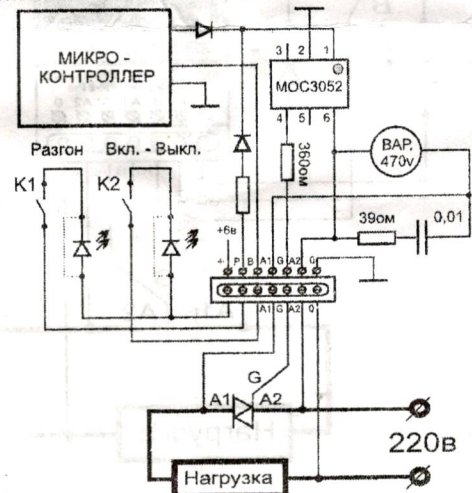 МИКРО -
КОНТРОЛЛЕР
3 2 1
МОС3052
4 5 6
360ом
ВАР.
470v
39ом
0,01
Разгон Вкл. - Выкл.
К1
К2
+6в
+ Р В А1 G А2 0
А1 G А2 0
G
А1 А2
220в
Нагрузка